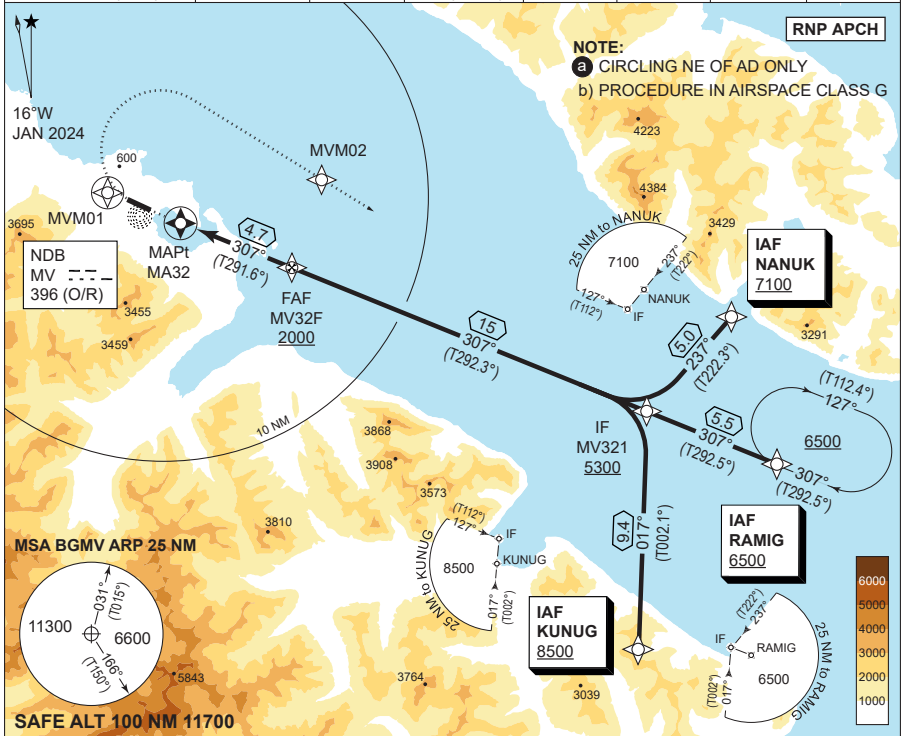 RNP APCH
NOTE:
a CIRCLING NE OF AD ONLY
b) PROCEDURE IN AIRSPACE CLASS G
16°W
JAN 2024
4223
600
MVM02
4384
MVM01
3695
3429
25 NM to NANUK
7100
237°
(T222°)
NANUK
127°
(T112°)
IF
IAF
NANUK
7100
MAPt
MA32
4.7
307°
(T291.6°)
NDB
MV
396 (O/R)
FAF
MV32F
2000
3455
3459
15
307°
(T292.3°)
5.0
237°
(T222.3°)
3291
(T112.4°)
127°
6500
IF
MV321
5300
5.5
307°
(T292.5°)
307°
(T292.5°)
10 NM
3868
3908
3573
3810
9.4
017°
(T002.1°)
IAF
RAMIG
6500
(T112°)
127°
IF
8500
KUNUG
25 NM to KUNUG
017°
(T002°)
MSA BGMV ARP 25 NM
031°
(T015°)
11300
6600
166°
(T150°)
5843
IAF
KUNUG
8500
3764
3039
(T222°)
237°
IF
RAMIG
6500
25 NM to RAMIG
(T002°)
017°
6000
5000
4000
3000
2000
1000
SAFE ALT 100 NM 11700